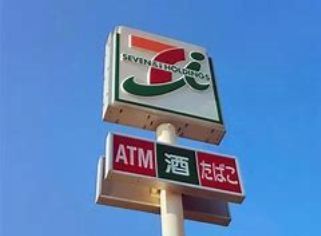 SEVEN & i HOLDINGS
ATM 酒 たばこ